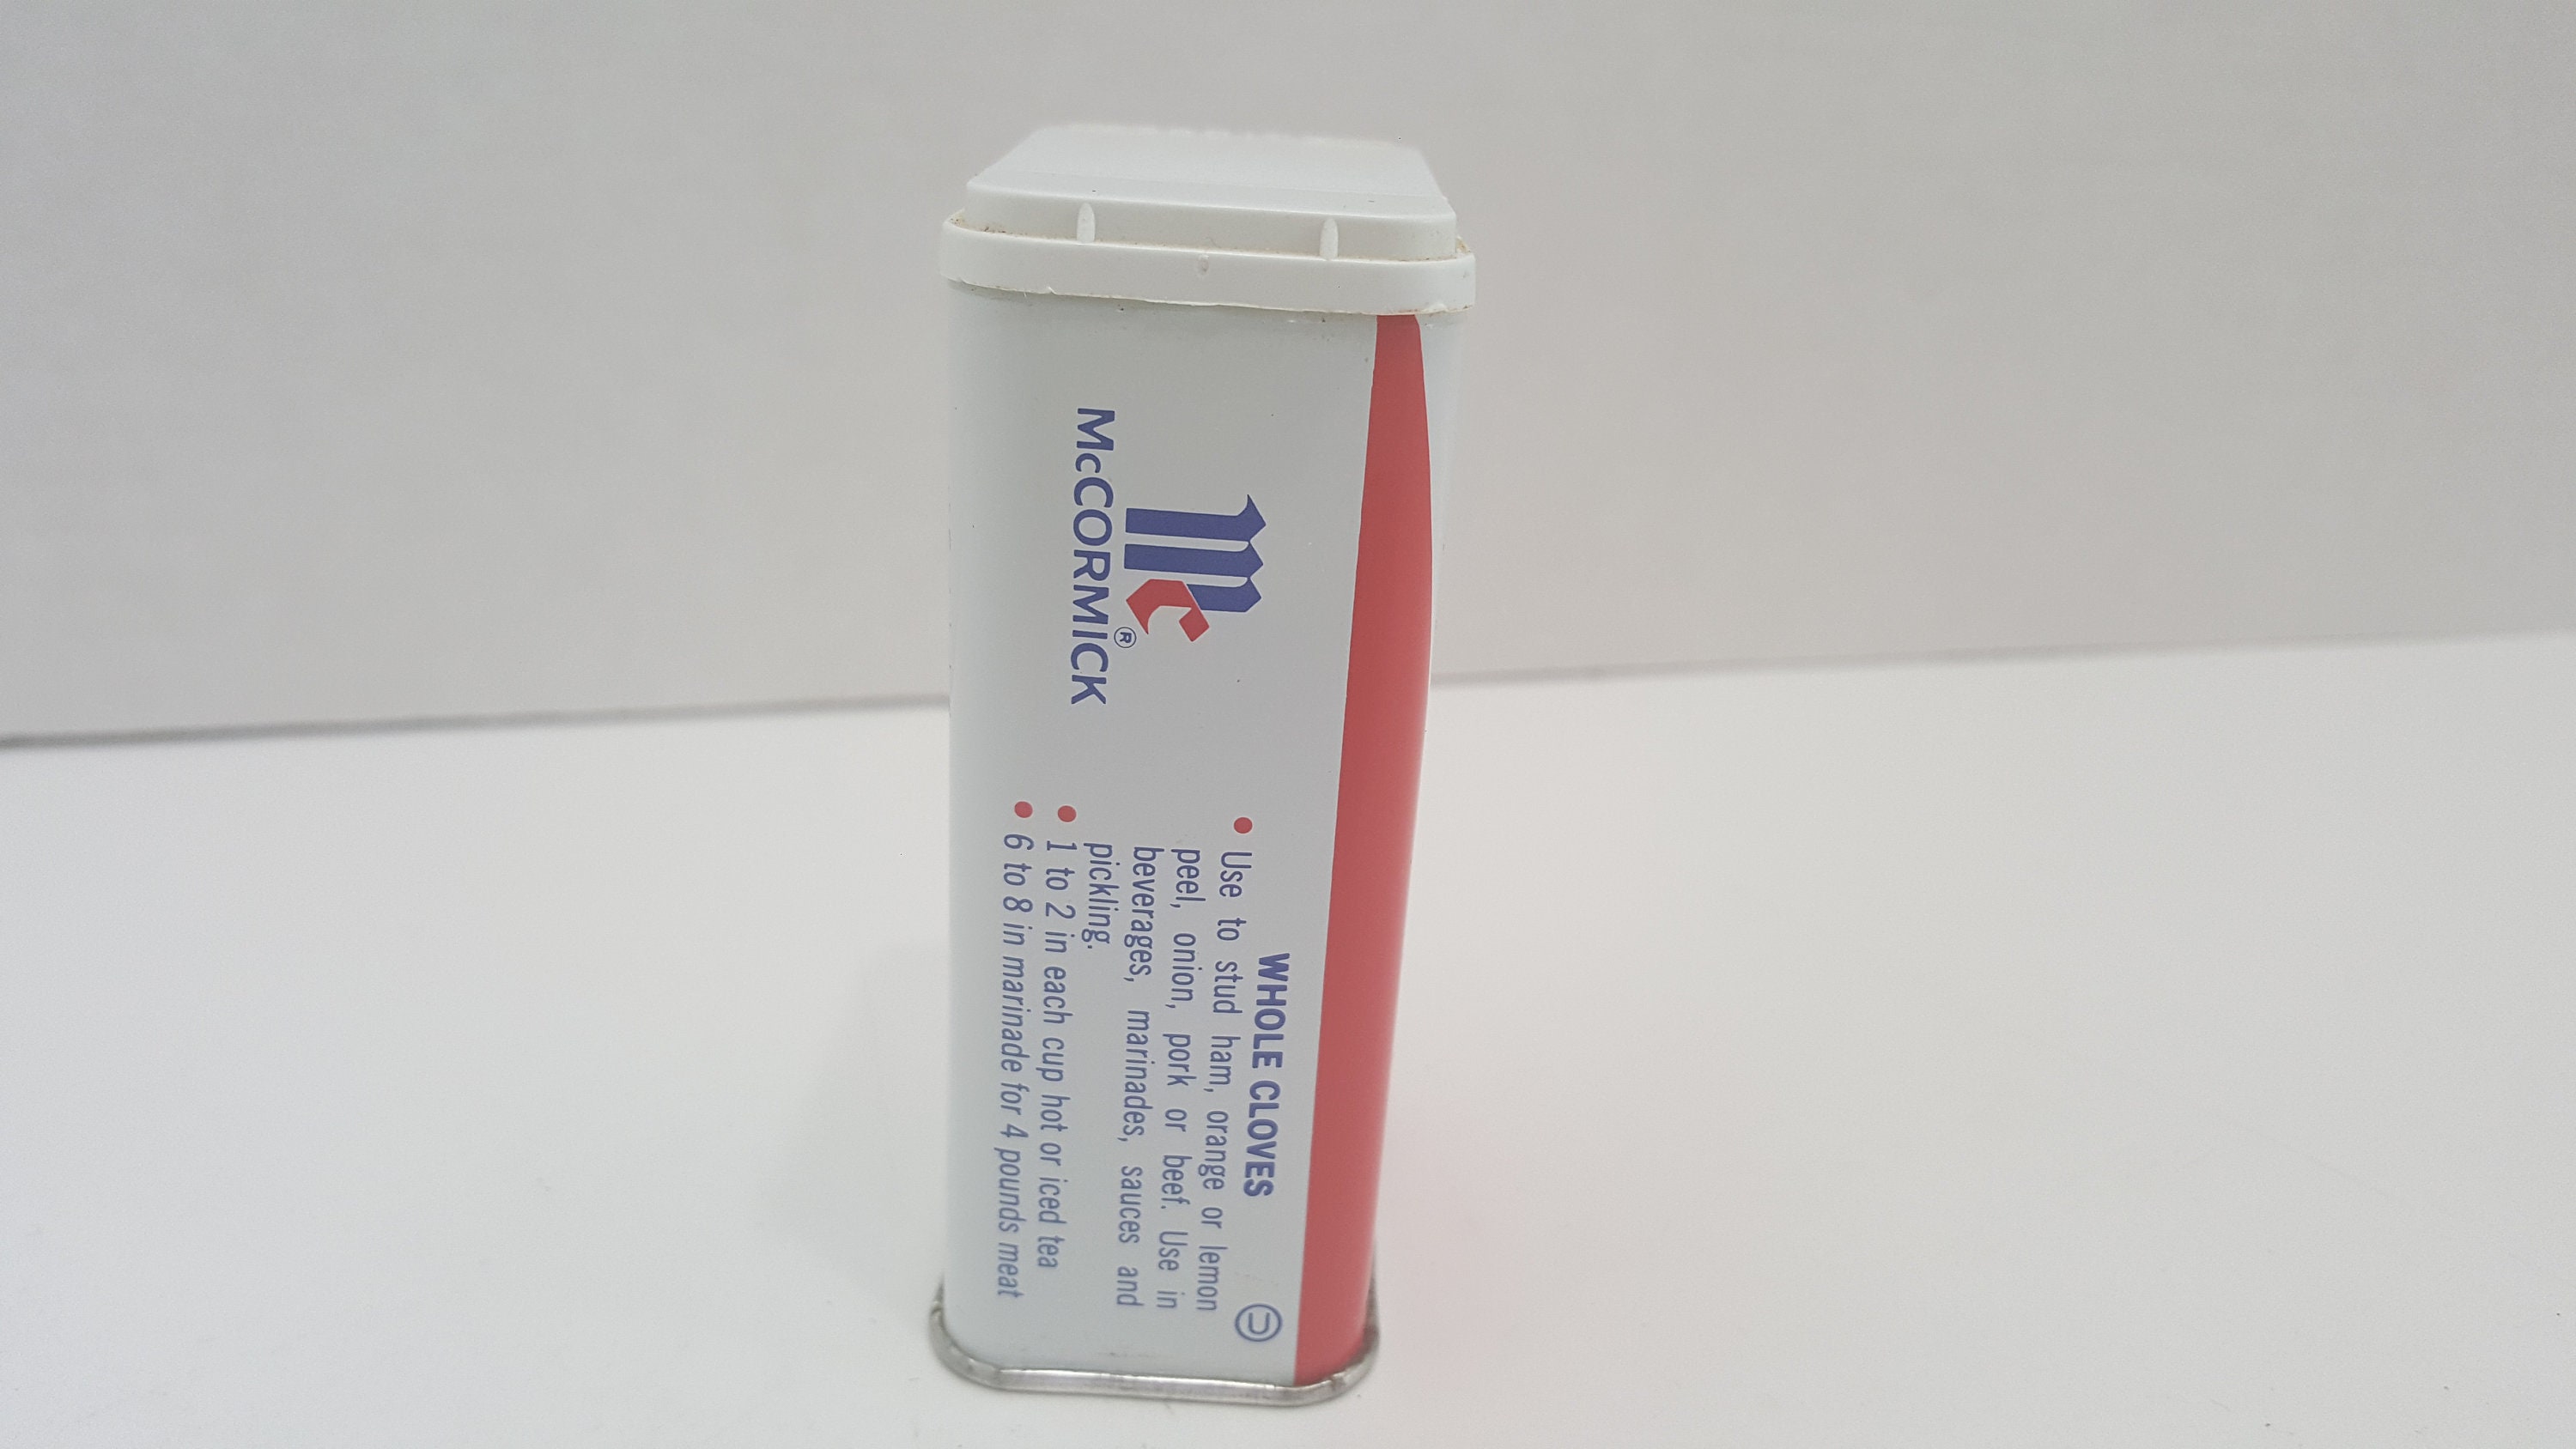 Mc
McCORMICK®
WHOLE CLOVES Ⓤ
• Use to stud ham, orange or lemon
peel, onion, pork or beef. Use in
beverages, marinades, sauces and
pickling.
• 1 to 2 in each cup hot or iced tea
• 6 to 8 in marinade for 4 pounds meat